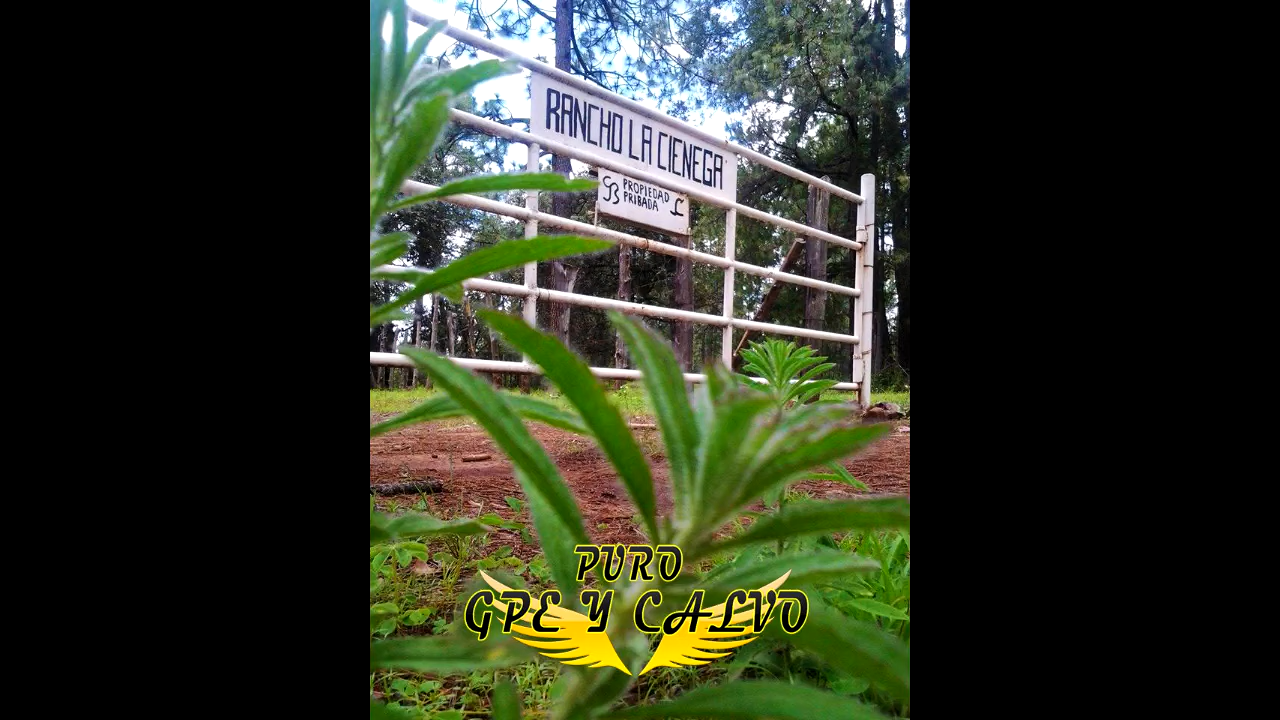 RANCHO LA CIENEGA
PROPIEDAD
PRIBADA
PURO
GPE Y CALVO